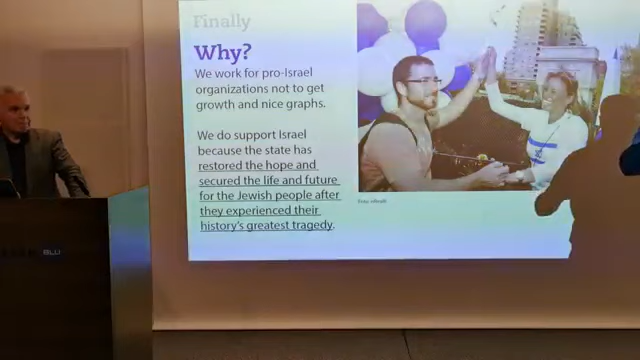 Finally
Why?
We work for pro-Israel
organizations not to get
growth and nice graphs.
We do support Israel
because the state has
restored the hope and
secured the life and future
for the Jewish people after
they experienced their
history's greatest tragedy.
BLU